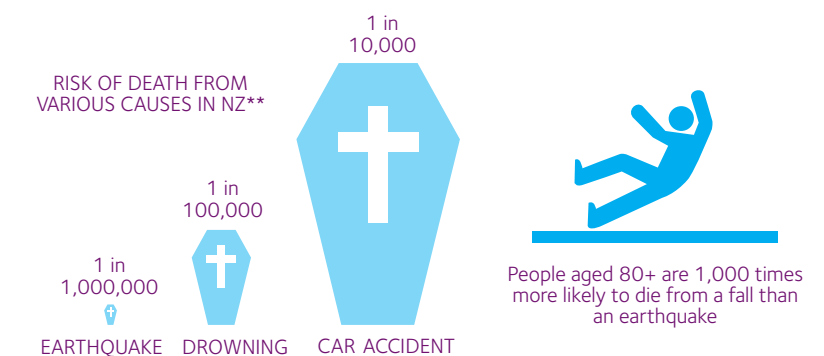 RISK OF DEATH FROM
VARIOUS CAUSES IN NZ**
1 in
1,000,000
EARTHQUAKE
1 in
100,000
DROWNING
1 in
10,000
CAR ACCIDENT
People aged 80+ are 1,000 times
more likely to die from a fall than
an earthquake